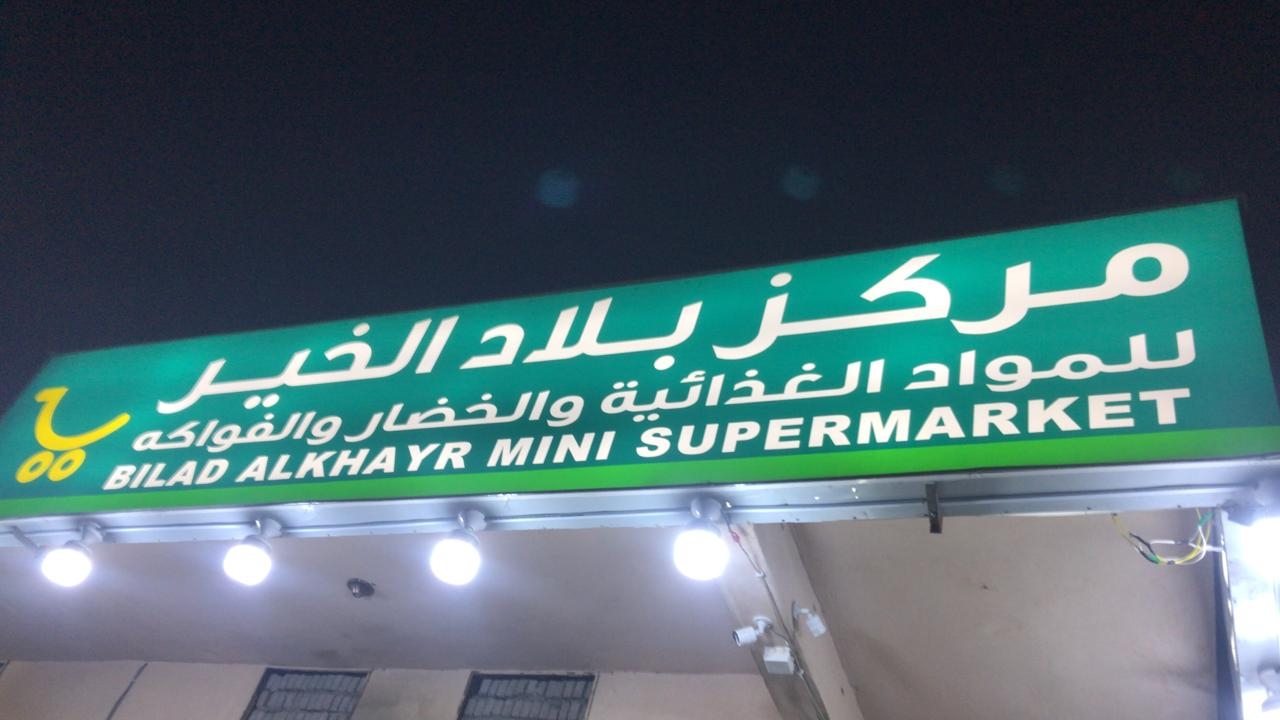 مركز بلاد الخير
للمواد الغذائية والخضار والفواكه
BILAD ALKHAYR MINI SUPERMARKET